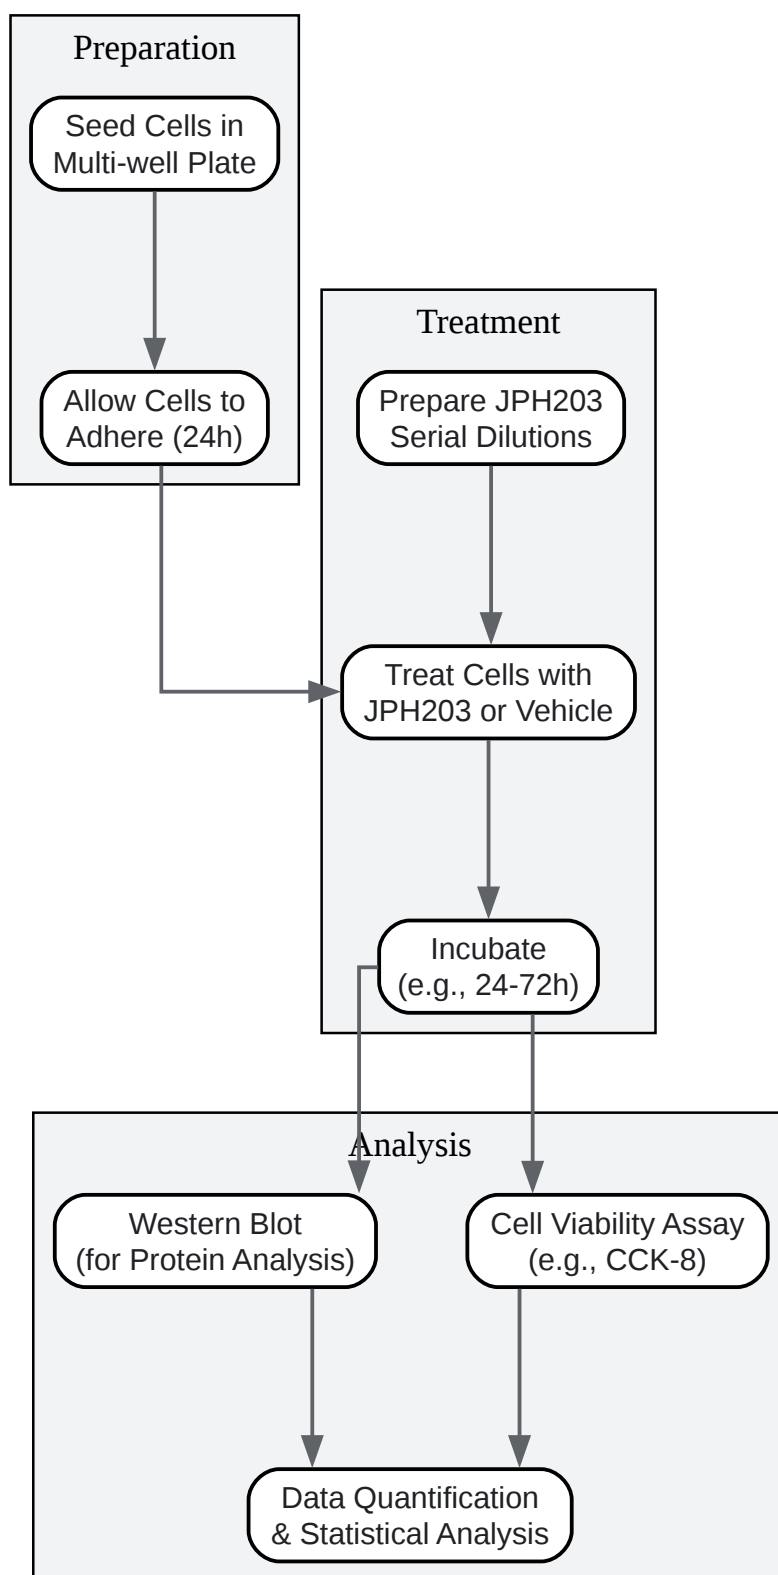 Preparation
Seed Cells in
Multi-well Plate
Allow Cells to
Adhere (24h)
Treatment
Prepare JPH203
Serial Dilutions
Treat Cells with
JPH203 or Vehicle
Incubate
(e.g., 24-72h)
Analysis
Western Blot
(for Protein Analysis)
Cell Viability Assay
(e.g., CCK-8)
Data Quantification
& Statistical Analysis